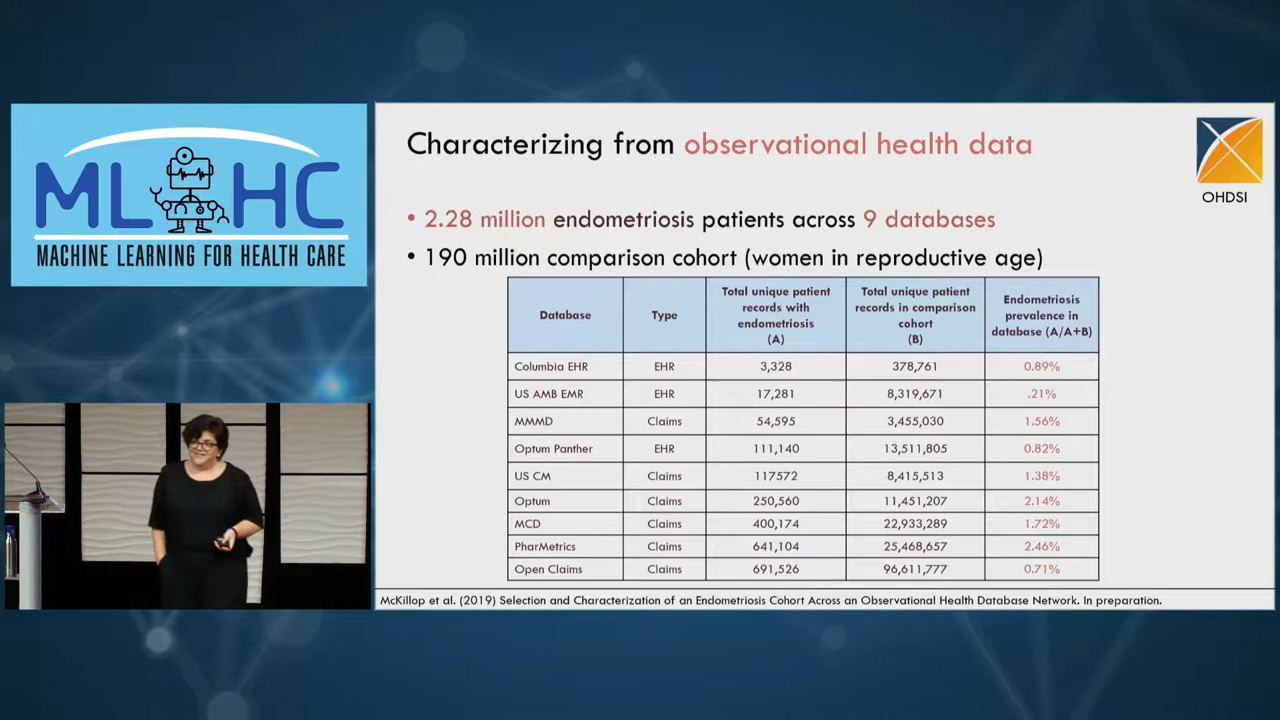 MLHC
MACHINE LEARNING FOR HEALTH CARE
Characterizing from observational health data
OHDSI
• 2.28 million endometriosis patients across 9 databases
• 190 million comparison cohort (women in reproductive age)
Database Type Total unique patient records with endometriosis (A) Total unique patient records in comparison cohort (B) Endometriosis prevalence in database (A/A+B)
Columbia EHR EHR 3,328 378,761 0.89%
US AMB EMR EHR 17,281 8,319,671 .21%
MMMD Claims 54,595 3,455,030 1.56%
Optum Panther EHR 111,140 13,511,805 0.82%
US CM Claims 117572 8,415,513 1.38%
Optum Claims 250,560 11,451,207 2.14%
MCD Claims 400,174 22,933,289 1.72%
PharMetrics Claims 641,104 25,468,657 2.46%
Open Claims Claims 691,526 96,611,777 0.71%
McKillop et al. (2019) Selection and Characterization of an Endometriosis Cohort Across an Observational Health Database Network. In preparation.